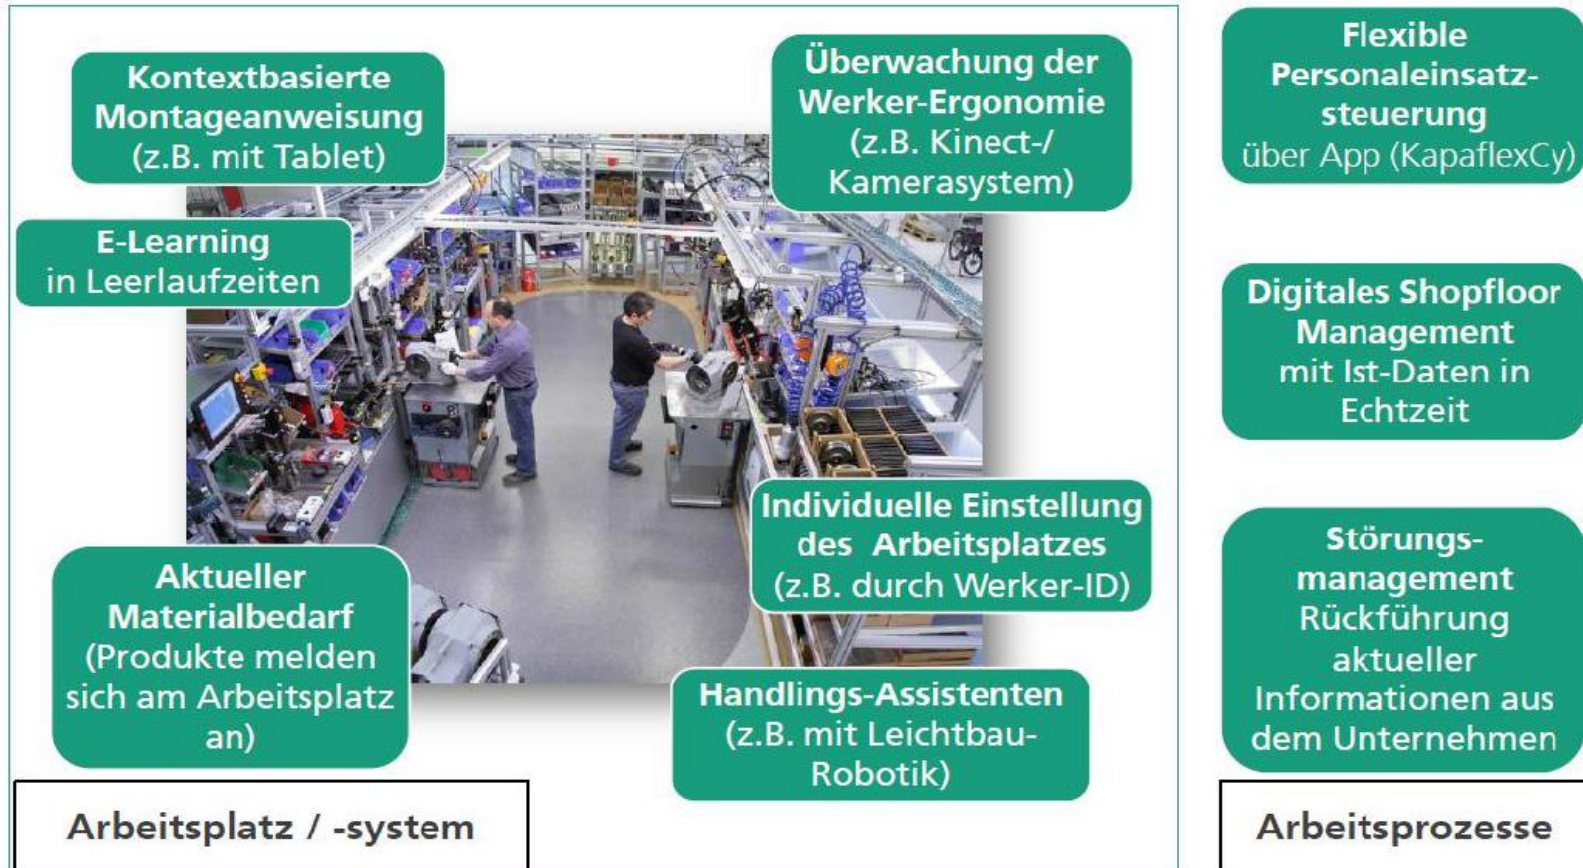 Kontextbasierte
Montageanweisung
(z.B. mit Tablet)
Überwachung der
Werker-Ergonomie
(z.B. Kinect-/
Kamerasystem)
E-Learning
in Leerlaufzeiten
Individuelle Einstellung
des Arbeitsplatzes
(z.B. durch Werker-ID)
Aktueller
Materialbedarf
(Produkte melden
sich am Arbeitsplatz
an)
Handlings-Assistenten
(z.B. mit Leichtbau-
Robotik)
Arbeitsplatz / -system
Flexible
Personaleinsatz-
steuerung
über App (KapaflexCy)
Digitales Shopfloor
Management
mit Ist-Daten in
Echtzeit
Störungs-
management
Rückführung
aktueller
Informationen aus
dem Unternehmen
Arbeitsprozesse